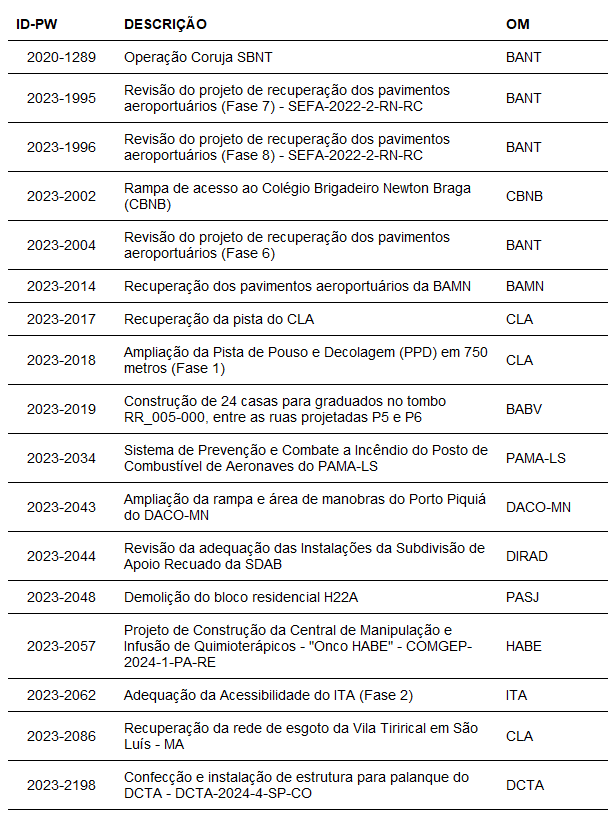 ID-PW DESCRIÇÃO OM
2020-1289 Operação Coruja SBNT BANT
2023-1995 Revisão do projeto de recuperação dos pavimentos
aeroportuários (Fase 7) - SEFA-2022-2-RN-RC BANT
2023-1996 Revisão do projeto de recuperação dos pavimentos
aeroportuários (Fase 8) - SEFA-2022-2-RN-RC BANT
2023-2002 Rampa de acesso ao Colégio Brigadeiro Newton Braga
(CBNB) CBNB
2023-2004 Revisão do projeto de recuperação dos pavimentos
aeroportuários (Fase 6) BANT
2023-2014 Recuperação dos pavimentos aeroportuários da BAMN BAMN
2023-2017 Recuperação da pista do CLA CLA
2023-2018 Ampliação da Pista de Pouso e Decolagem (PPD) em 750
metros (Fase 1) CLA
2023-2019 Construção de 24 casas para graduados no tombo
RR_005-000, entre as ruas projetadas P5 e P6 BABV
2023-2034 Sistema de Prevenção e Combate a Incêndio do Posto de
Combustível de Aeronaves do PAMA-LS PAMA-LS
2023-2043 Ampliação da rampa e área de manobras do Porto Piquiá
do DACO-MN DACO-MN
2023-2044 Revisão da adequação das Instalações da Subdivisão de
Apoio Recuado da SDAB DIRAD
2023-2048 Demolição do bloco residencial H22A PASJ
2023-2057 Projeto de Construção da Central de Manipulação e
Infusão de Quimioterápicos - "Onco HABE" - COMGEP-
2024-1-PA-RE HABE
2023-2062 Adequação da Acessibilidade do ITA (Fase 2) ITA
2023-2086 Recuperação da rede de esgoto da Vila Tirirical em São
Luís - MA CLA
2023-2198 Confecção e instalação de estrutura para palanque do
DCTA - DCTA-2024-4-SP-CO DCTA